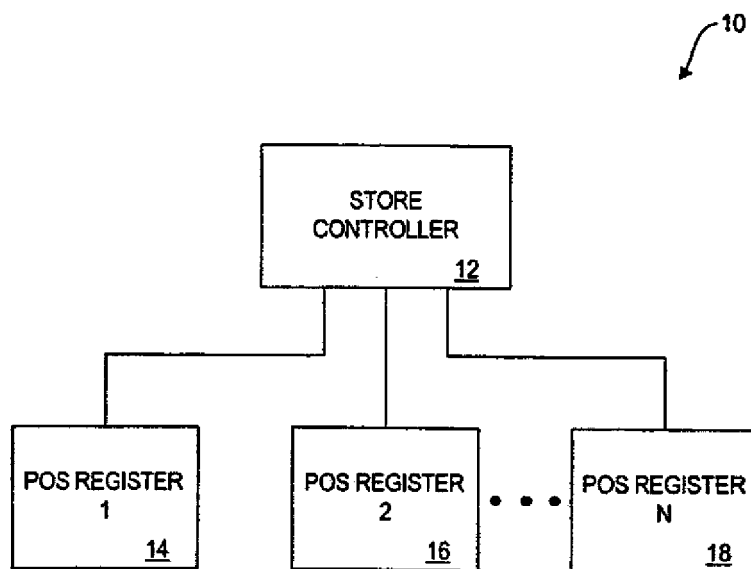 10
STORE
CONTROLLER
12
POS REGISTER
1
14
POS REGISTER
2
16
POS REGISTER
N
18